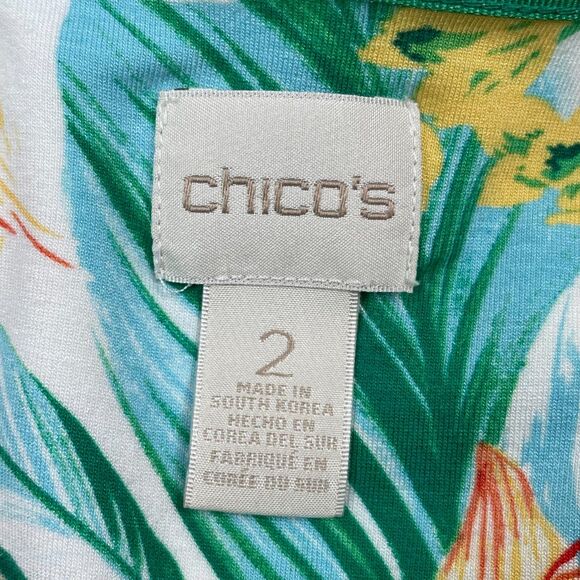 chico's
2
MADE IN
SOUTH KOREA
HECHO EN
COREA DEL SUR
FABRIQUÉ EN
CORÉE DU SUD